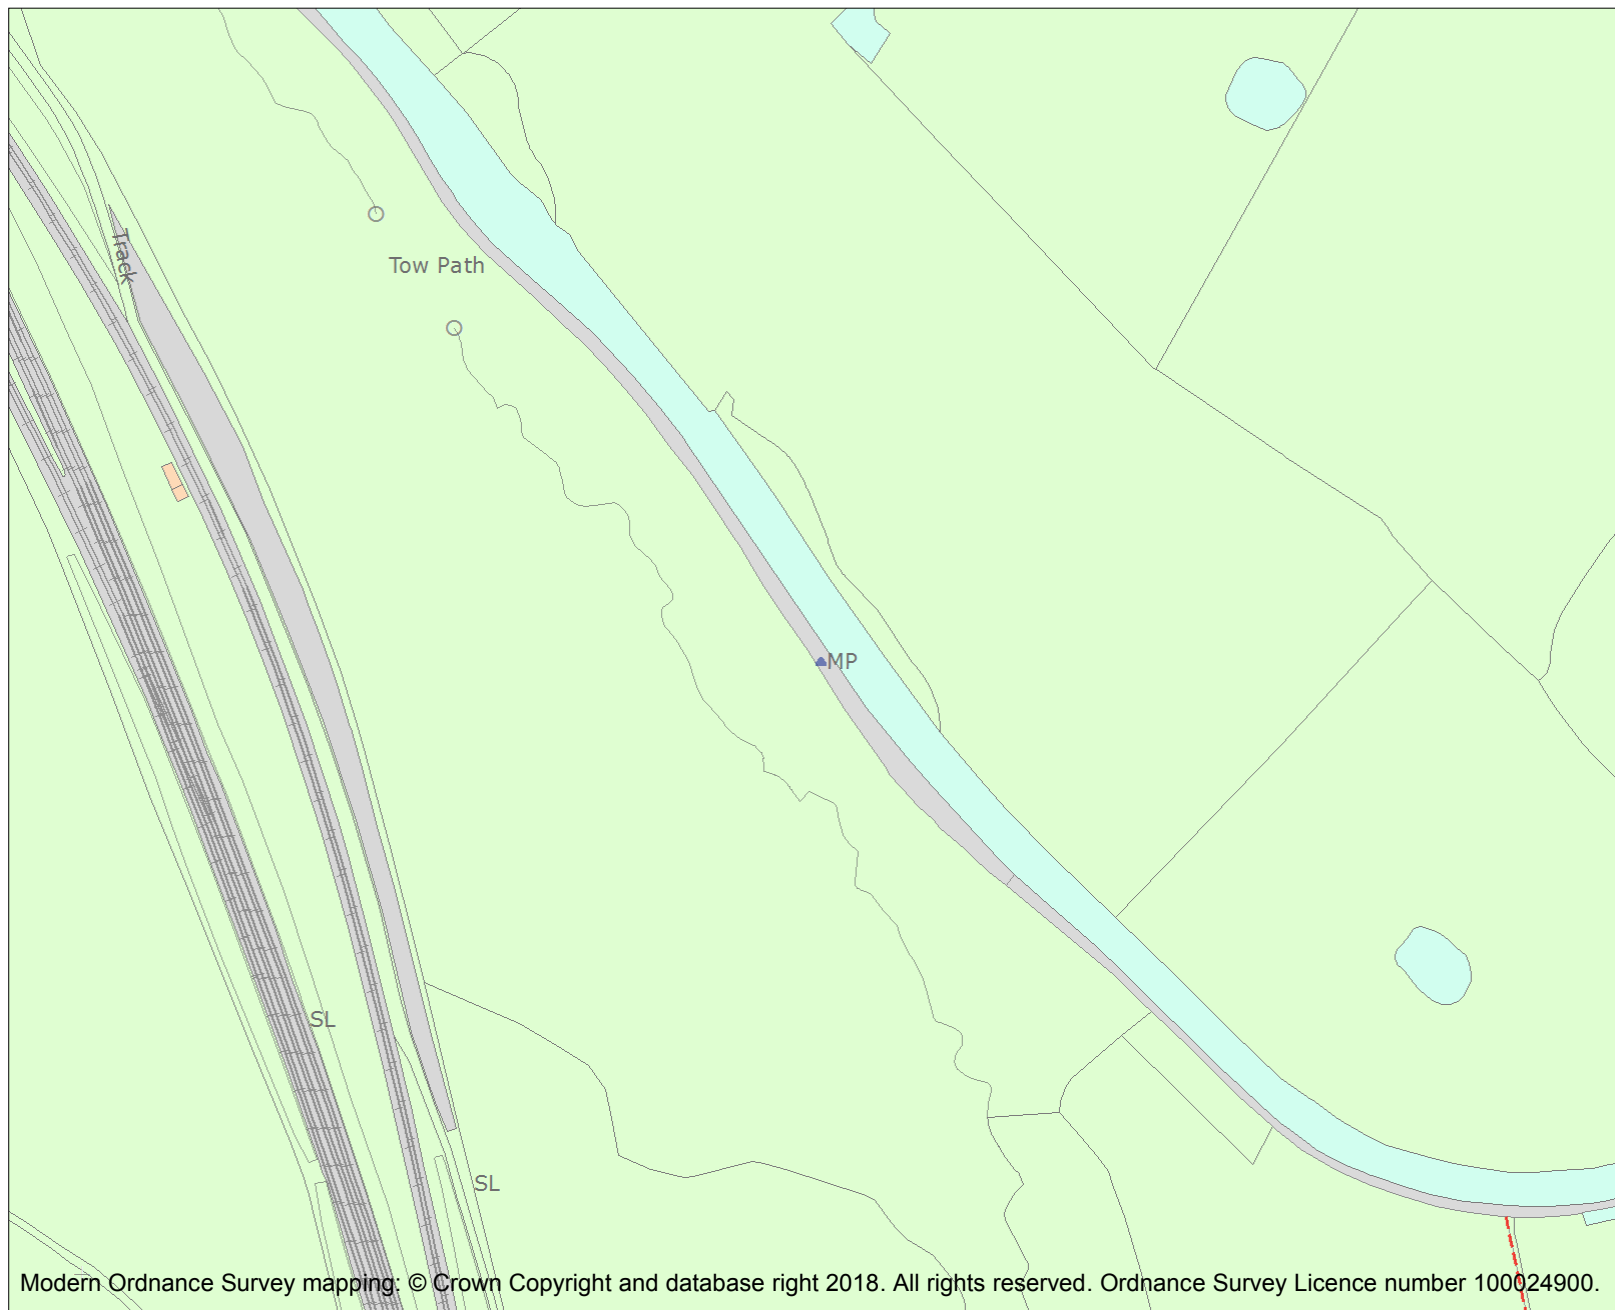 Track
Tow Path
MP
SL
SL
Modern Ordnance Survey mapping: © Crown Copyright and database right 2018. All rights reserved. Ordnance Survey Licence number 100024900.